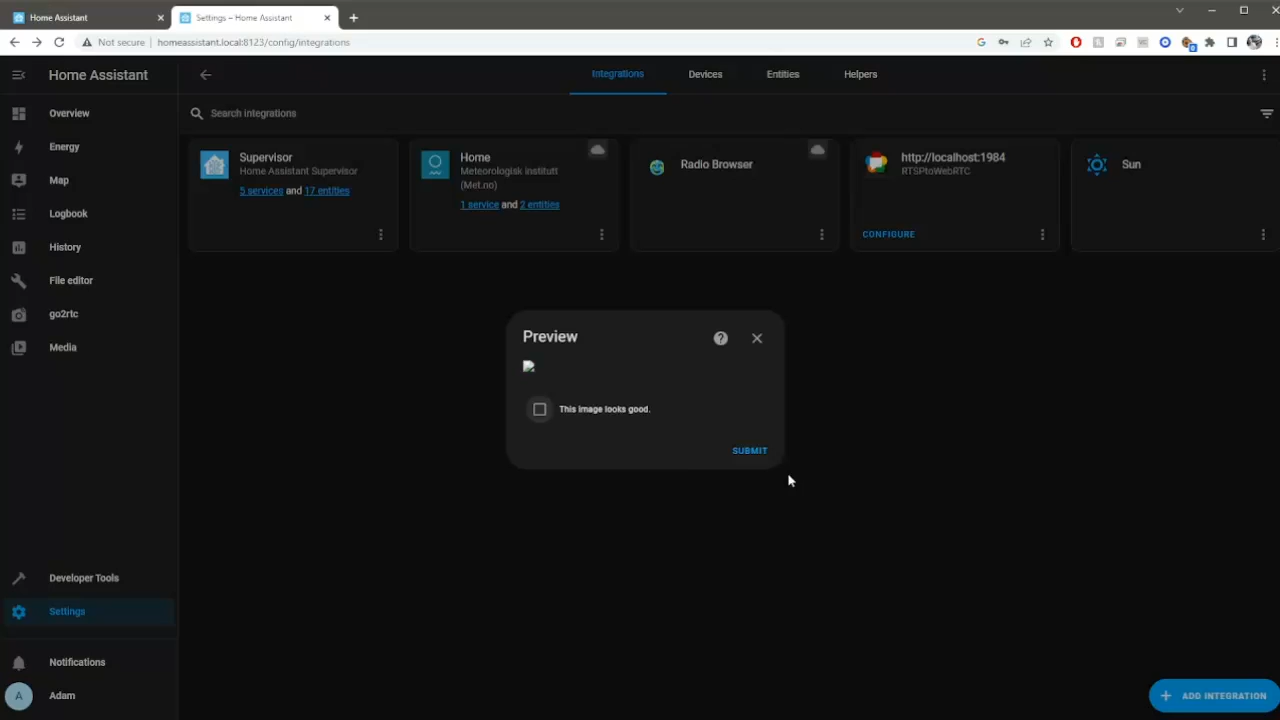 Home Assistant
Settings – Home Assistant
Not secure | homeassistant.local:8123/config/integrations
Home Assistant
Integrations
Devices
Entities
Helpers
Overview
Energy
Map
Logbook
History
File editor
go2rtc
Media
Developer Tools
Settings
Notifications
A
Adam
Search integrations
Supervisor
Home Assistant Supervisor
5 services and 17 entities
Home
Meteorologisk institutt
(Met.no)
1 service and 2 entities
Radio Browser
http://localhost:1984
RTSPtoWebRTC
CONFIGURE
Sun
Preview
This image looks good.
SUBMIT
ADD INTEGRATION